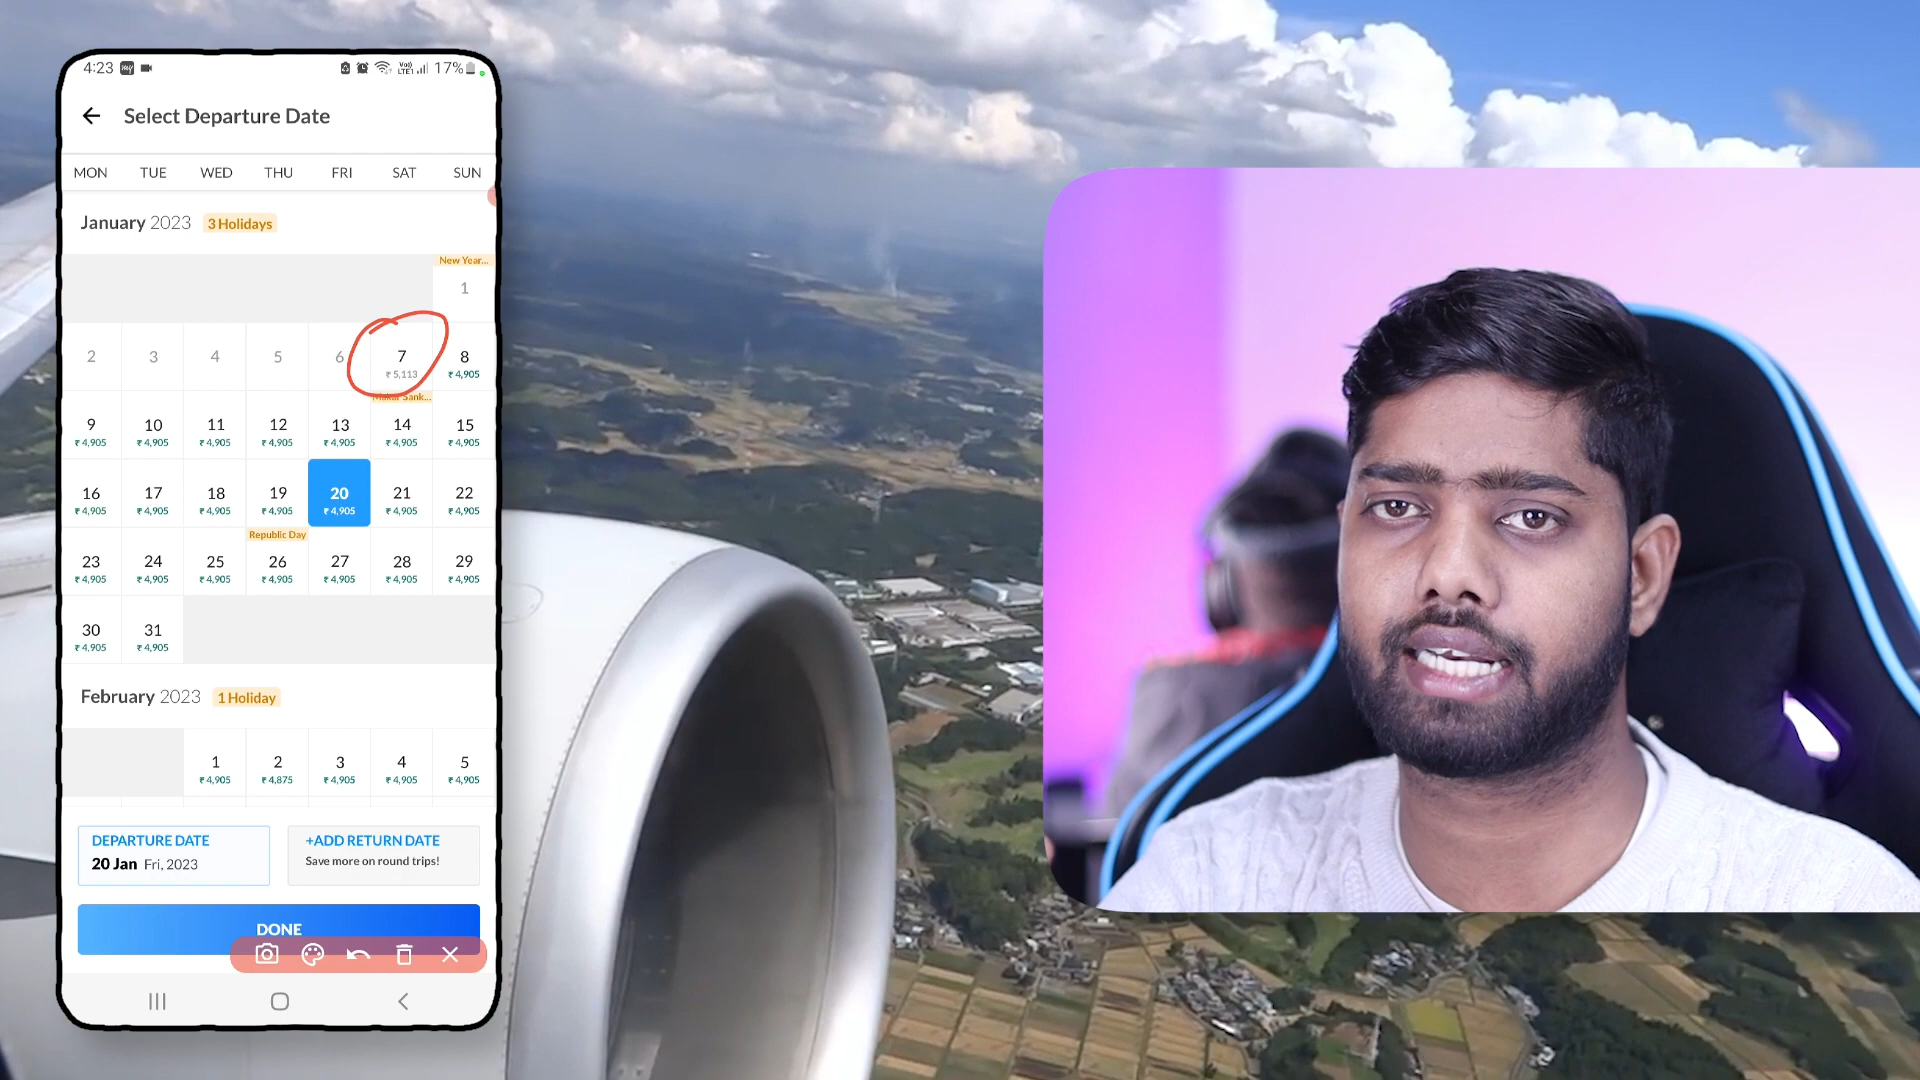 4:23 17%
Select Departure Date
MON TUE WED THU FRI SAT SUN
January 2023 3 Holidays
New Year...
1
2 3 4 5 6 7 8
₹ 5,113 ₹ 4,905
9 10 11 12 13 14 15
₹ 4,905 ₹ 4,905 ₹ 4,905 ₹ 4,905 ₹ 4,905 ₹ 4,905 ₹ 4,905
16 17 18 19 20 21 22
₹ 4,905 ₹ 4,905 ₹ 4,905 ₹ 4,905 ₹ 4,905 ₹ 4,905 ₹ 4,905
Republic Day
23 24 25 26 27 28 29
₹ 4,905 ₹ 4,905 ₹ 4,905 ₹ 4,905 ₹ 4,905 ₹ 4,905 ₹ 4,905
30 31
₹ 4,905 ₹ 4,905
February 2023 1 Holiday
1 2 3 4 5
₹ 4,905 ₹ 4,875 ₹ 4,905 ₹ 4,905 ₹ 4,905
DEPARTURE DATE +ADD RETURN DATE
20 Jan Fri, 2023 Save more on round trips!
DONE